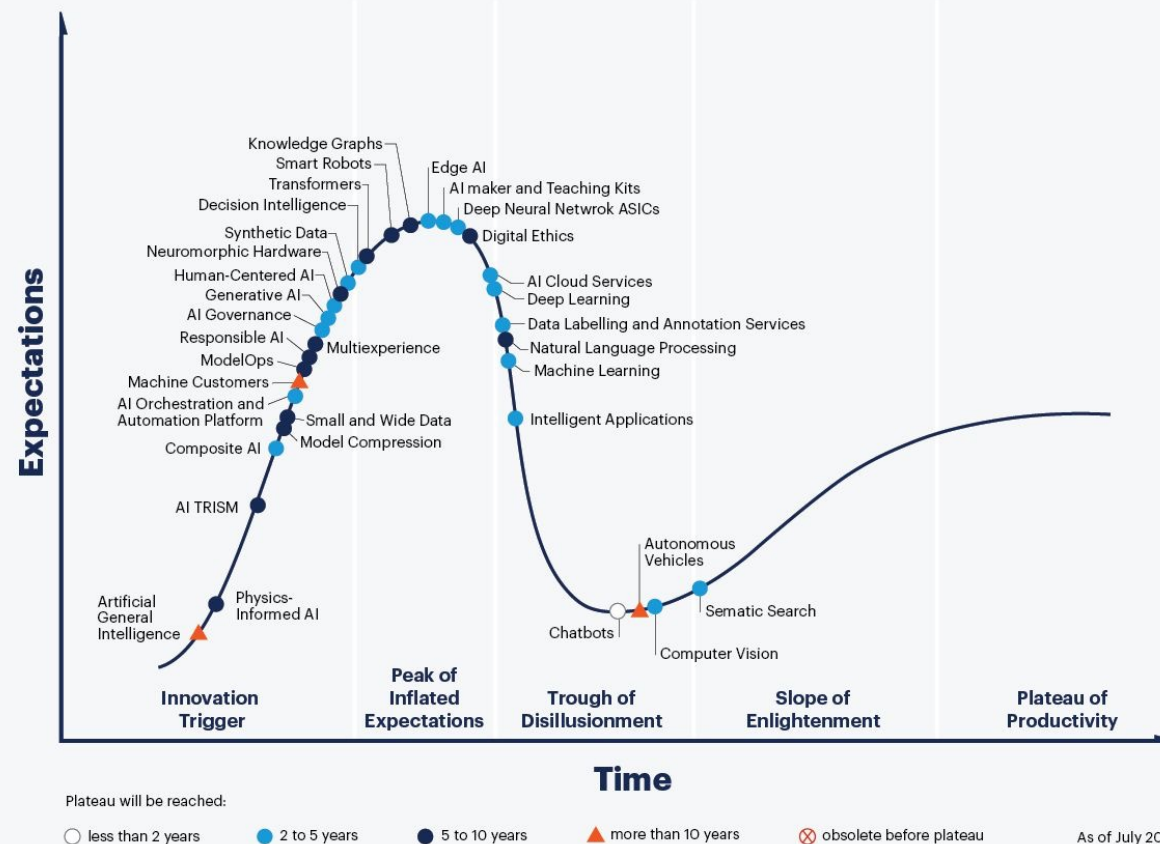 Expectations
Knowledge Graphs
Smart Robots
Transformers
Decision Intelligence
Synthetic Data
Neuromorphic Hardware
Human-Centered AI
Generative AI
AI Governance
Responsible AI
ModelOps
Machine Customers
AI Orchestration and
Automation Platform
Composite AI
AI TRISM
Artificial
General
Intelligence
Physics-
Informed AI
Multiexperience
Small and Wide Data
Model Compression
Edge AI
AI maker and Teaching Kits
Deep Neural Netwrok ASICs
Digital Ethics
AI Cloud Services
Deep Learning
Data Labelling and Annotation Services
Natural Language Processing
Machine Learning
Intelligent Applications
Autonomous
Vehicles
Chatbots
Computer Vision
Sematic Search
Innovation
Trigger
Peak of
Inflated
Expectations
Trough of
Disillusionment
Slope of
Enlightenment
Plateau of
Productivity
Time
Plateau will be reached:
less than 2 years
2 to 5 years
5 to 10 years
more than 10 years
obsolete before plateau
As of July 20